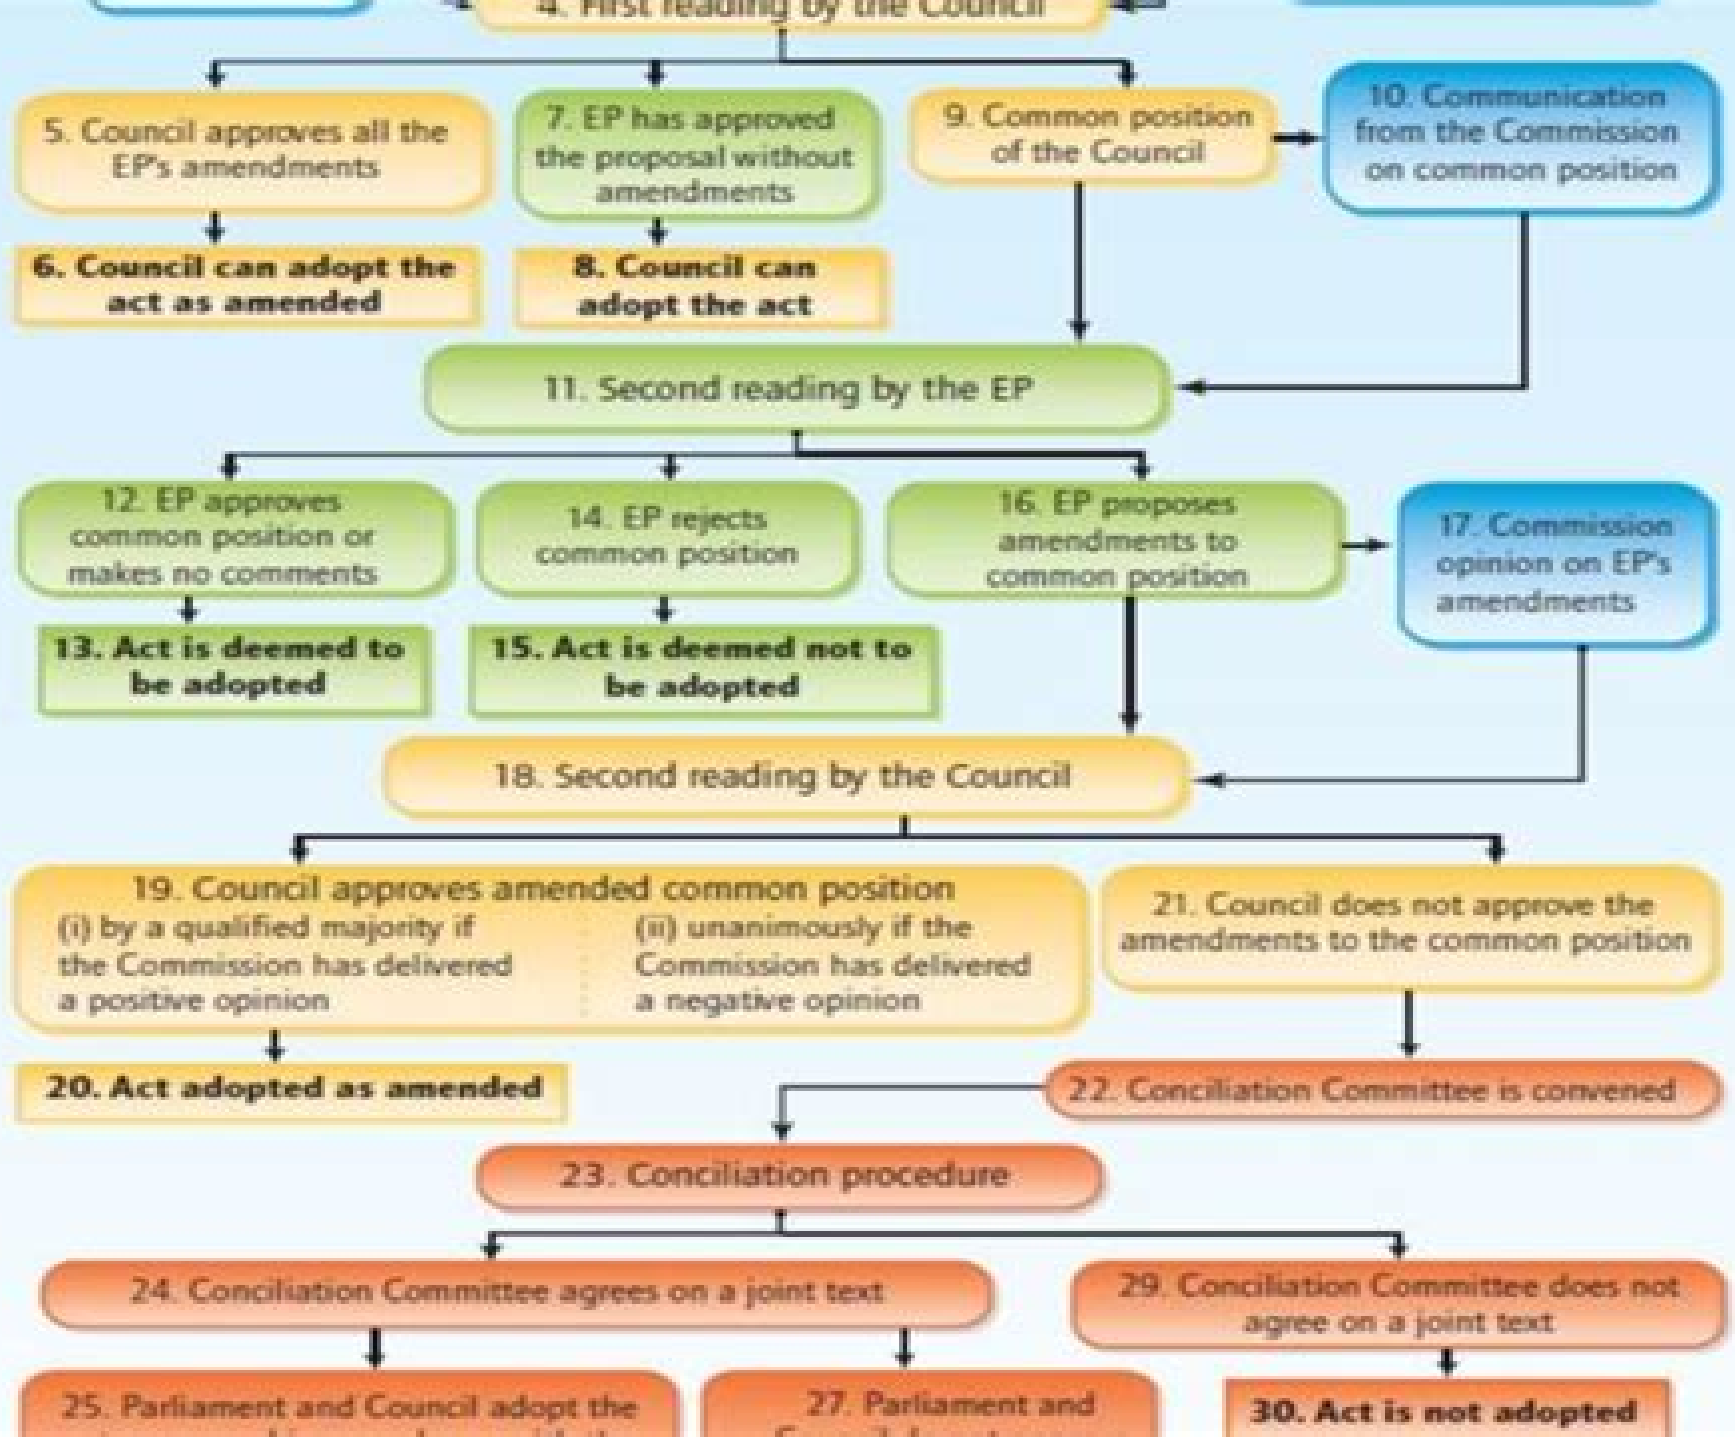 4. First reading by the Council
5. Council approves all the
EP's amendments
7. EP has approved
the proposal without
amendments
9. Common position
of the Council
10. Communication
from the Commission
on common position
6. Council can adopt the
act as amended
8. Council can
adopt the act
11. Second reading by the EP
12. EP approves
common position or
makes no comments
14. EP rejects
common position
16. EP proposes
amendments to
common position
17. Commission
opinion on EP's
amendments
13. Act is deemed to
be adopted
15. Act is deemed not to
be adopted
18. Second reading by the Council
19. Council approves amended common position
(i) by a qualified majority if
the Commission has delivered
a positive opinion
(ii) unanimously if the
Commission has delivered
a negative opinion
21. Council does not approve the
amendments to the common position
20. Act adopted as amended
22. Conciliation Committee is convened
23. Conciliation procedure
24. Conciliation Committee agrees on a joint text
29. Conciliation Committee does not
agree on a joint text
25. Parliament and Council adopt the
27. Parliament and
30. Act is not adopted